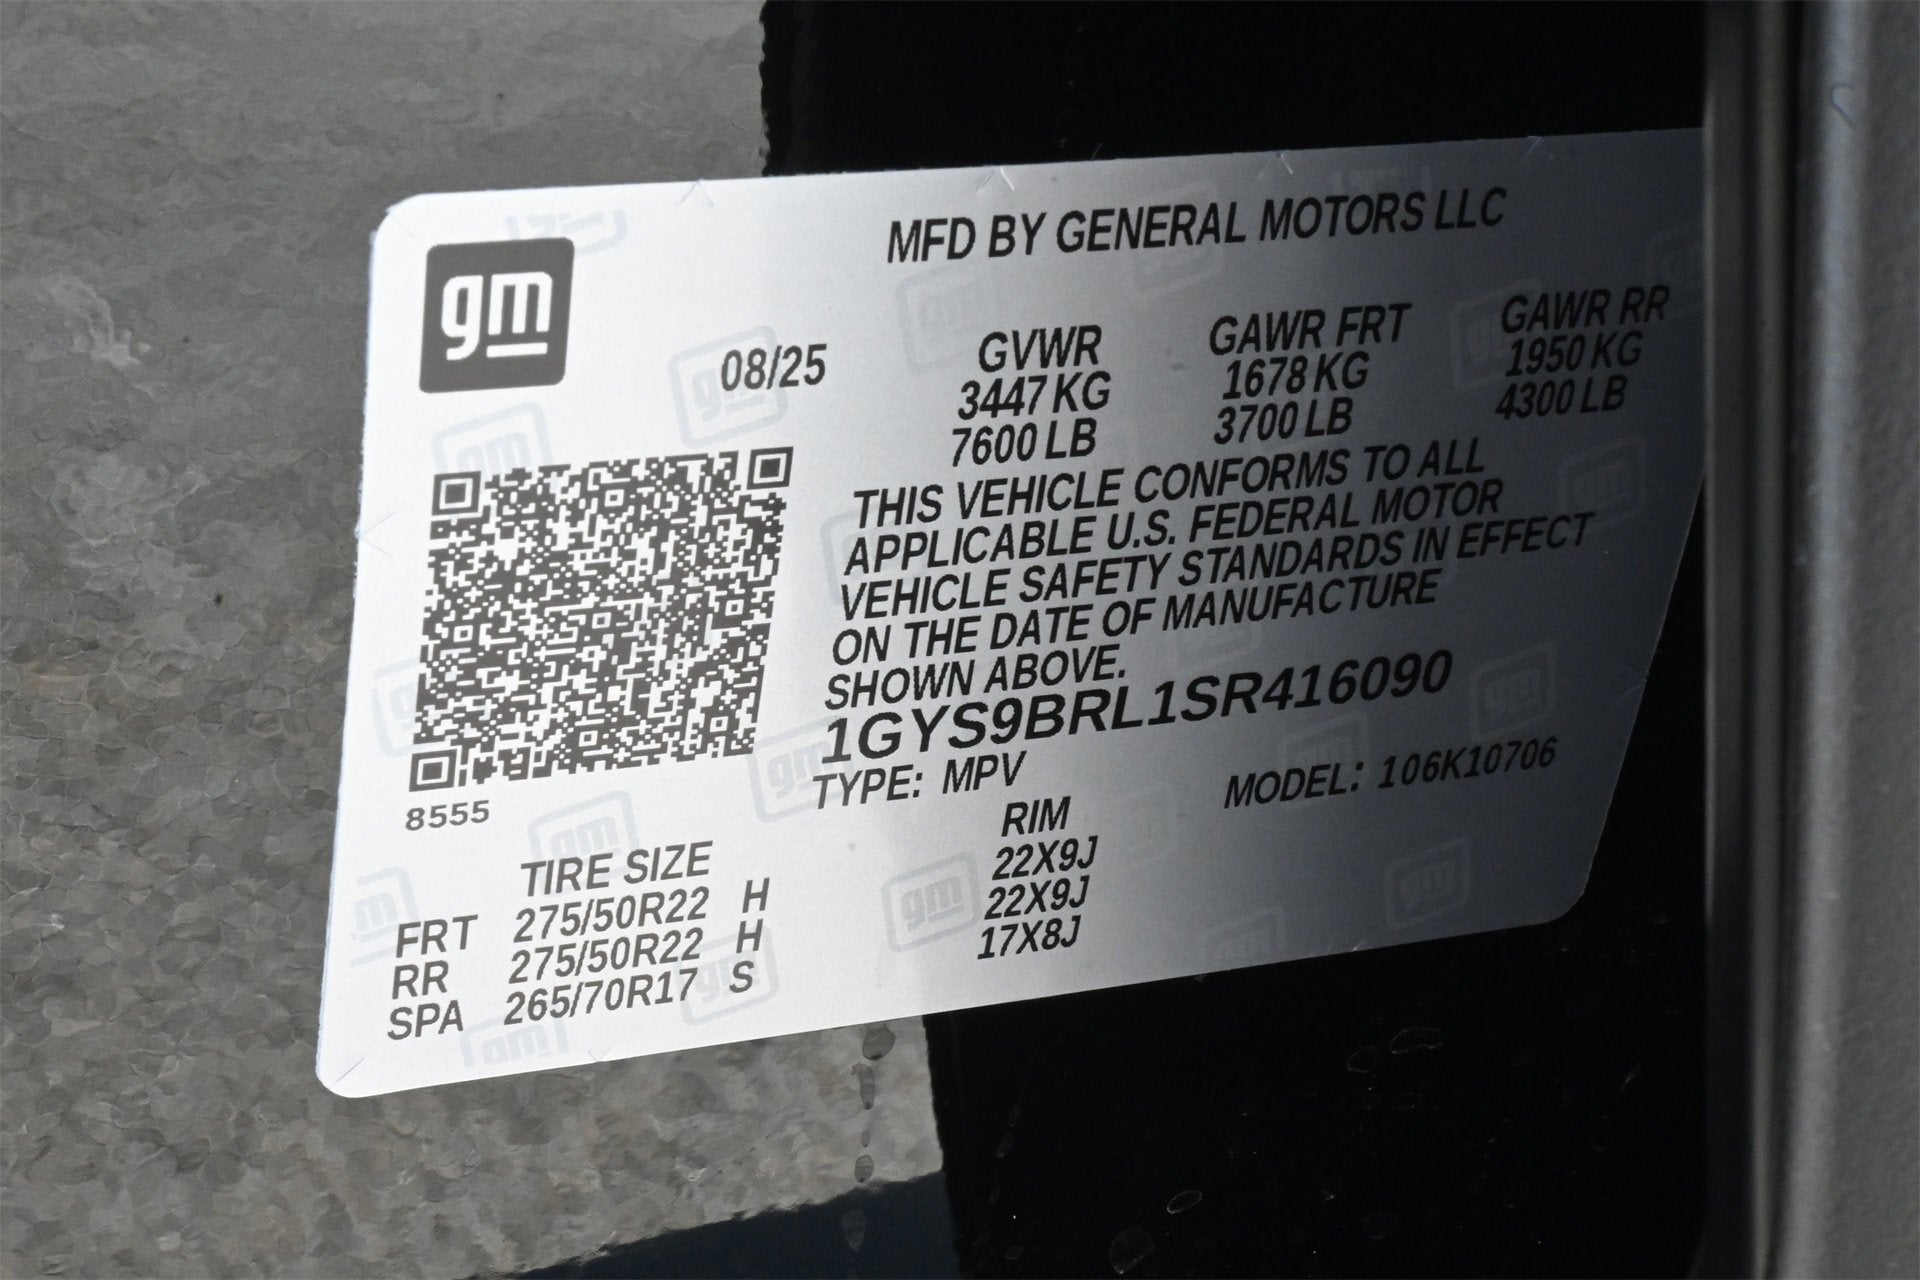 gm
MFD BY GENERAL MOTORS LLC
08/25
GVWR GAWR FRT GAWR RR
3447 KG 1678 KG 1950 KG
7600 LB 3700 LB 4300 LB
THIS VEHICLE CONFORMS TO ALL
APPLICABLE U.S. FEDERAL MOTOR
VEHICLE SAFETY STANDARDS IN EFFECT
ON THE DATE OF MANUFACTURE
SHOWN ABOVE.
1GYS9BRL1SR416090
TYPE: MPV MODEL: 106K10706
8555
TIRE SIZE RIM
FRT 275/50R22 H 22X9J
RR 275/50R22 H 22X9J
SPA 265/70R17 S 17X8J